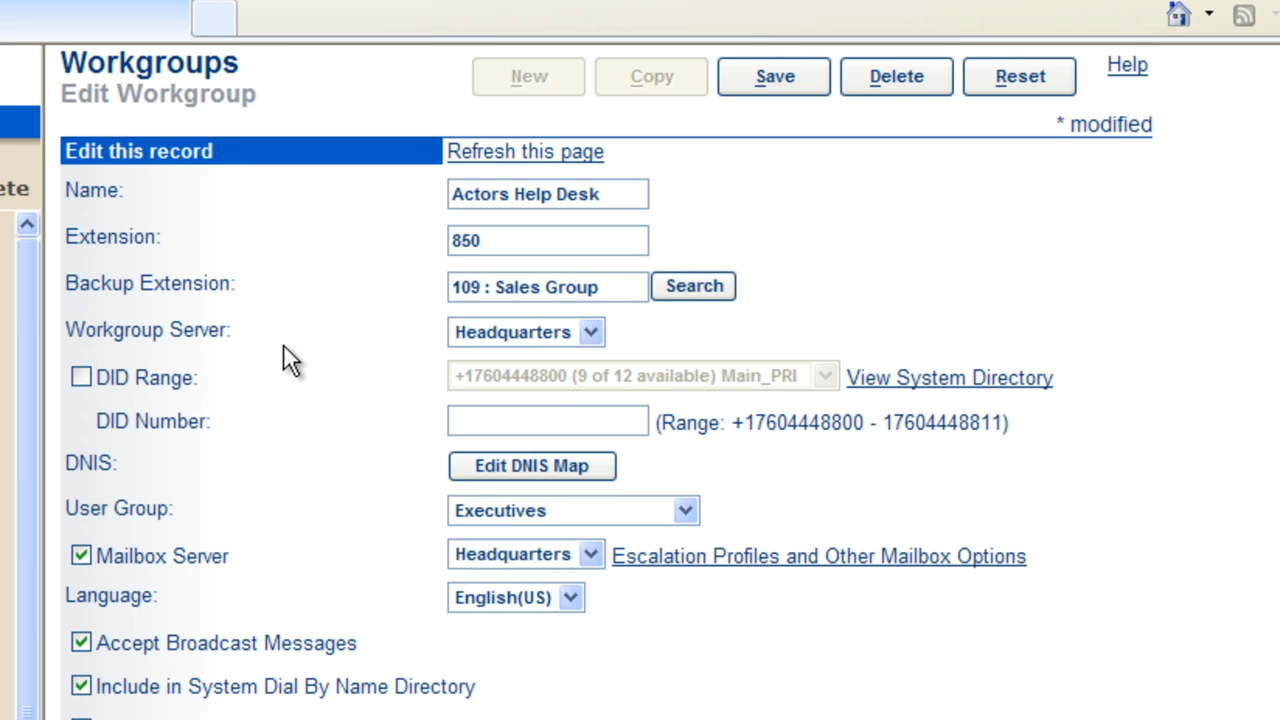 Workgroups
Edit Workgroup
New Copy Save Delete Reset Help
* modified
ete
Edit this record Refresh this page
Name: Actors Help Desk
Extension: 850
Backup Extension: 109 : Sales Group Search
Workgroup Server: Headquarters
DID Range: +17604448800 (9 of 12 available) Main_PRI View System Directory
DID Number: (Range: +17604448800 - 17604448811)
DNIS: Edit DNIS Map
User Group: Executives
Mailbox Server Headquarters Escalation Profiles and Other Mailbox Options
Language: English(US)
Accept Broadcast Messages
Include in System Dial By Name Directory